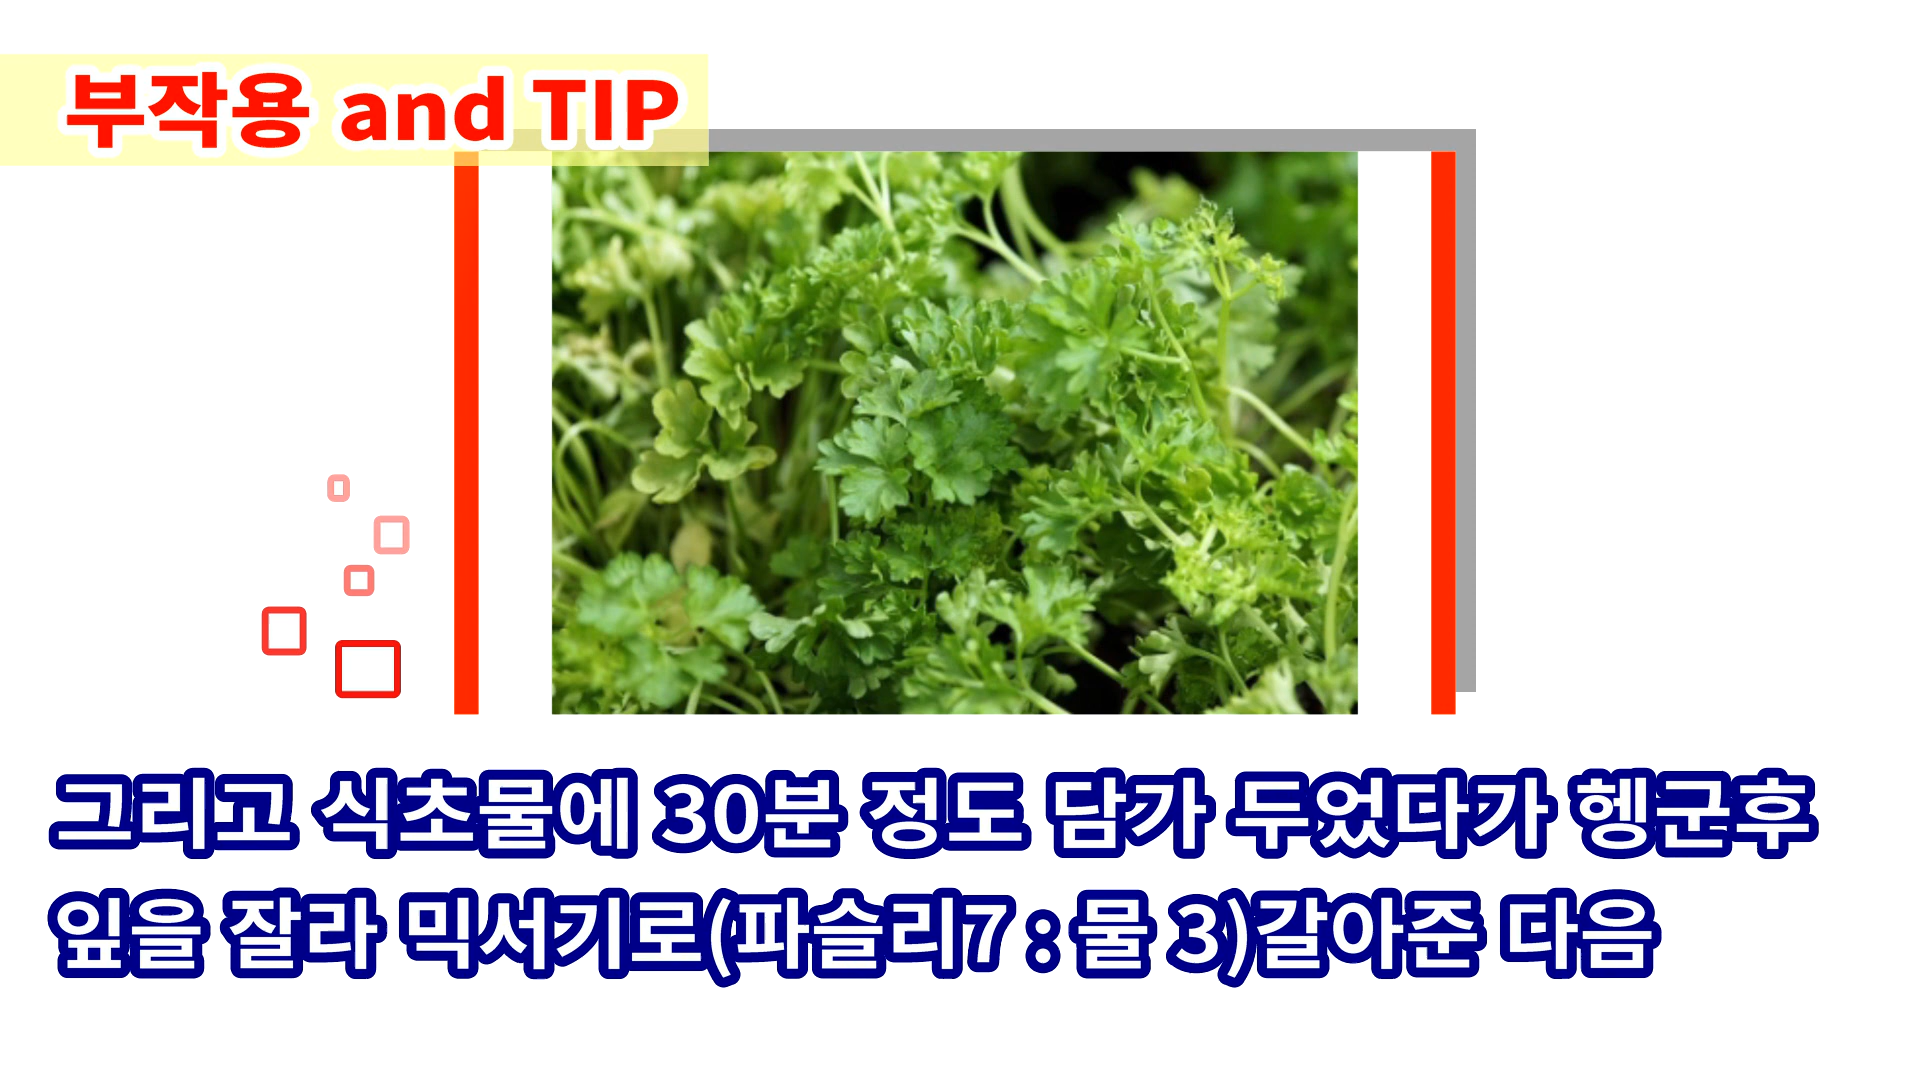 부작용 and TIP
그리고 식초물에 30분 정도 담가 두었다가 헹군후
잎을 잘라 믹서기로(파슬리7 : 물 3)갈아준 다음